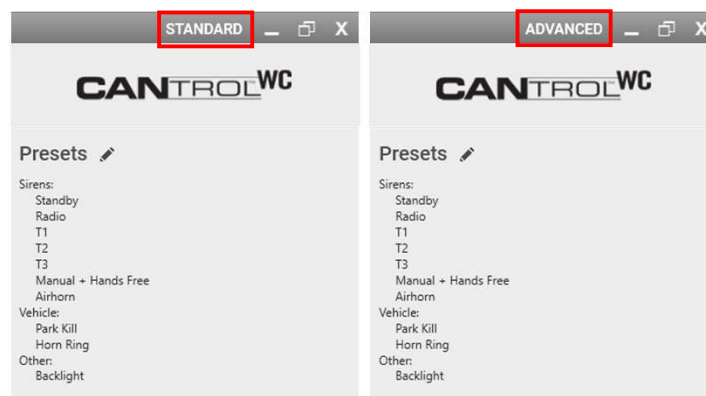 STANDARD
X
CANTROL WC
Presets
Sirens:
Standby
Radio
T1
T2
T3
Manual + Hands Free
Airhorn
Vehicle:
Park Kill
Horn Ring
Other:
Backlight
ADVANCED
X
CANTROL WC
Presets
Sirens:
Standby
Radio
T1
T2
T3
Manual + Hands Free
Airhorn
Vehicle:
Park Kill
Horn Ring
Other:
Backlight